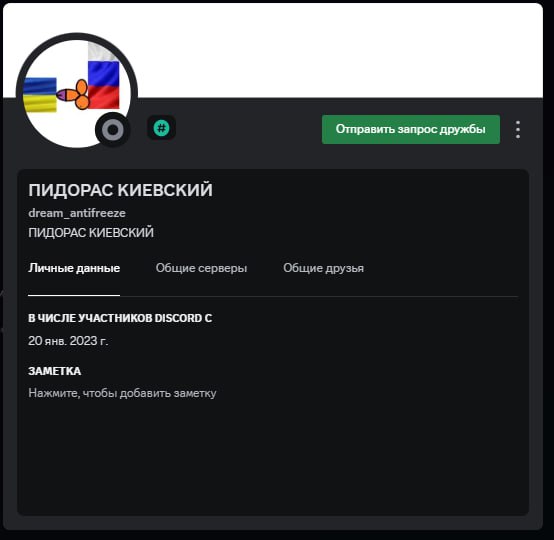 Отправить запрос дружбы
ПИДОРАС КИЕВСКИЙ
dream_antifreeze
ПИДОРАС КИЕВСКИЙ
Личные данные Общие серверы Общие друзья
В ЧИСЛЕ УЧАСТНИКОВ DISCORD С
20 янв. 2023 г.
ЗАМЕТКА
Нажмите, чтобы добавить заметку